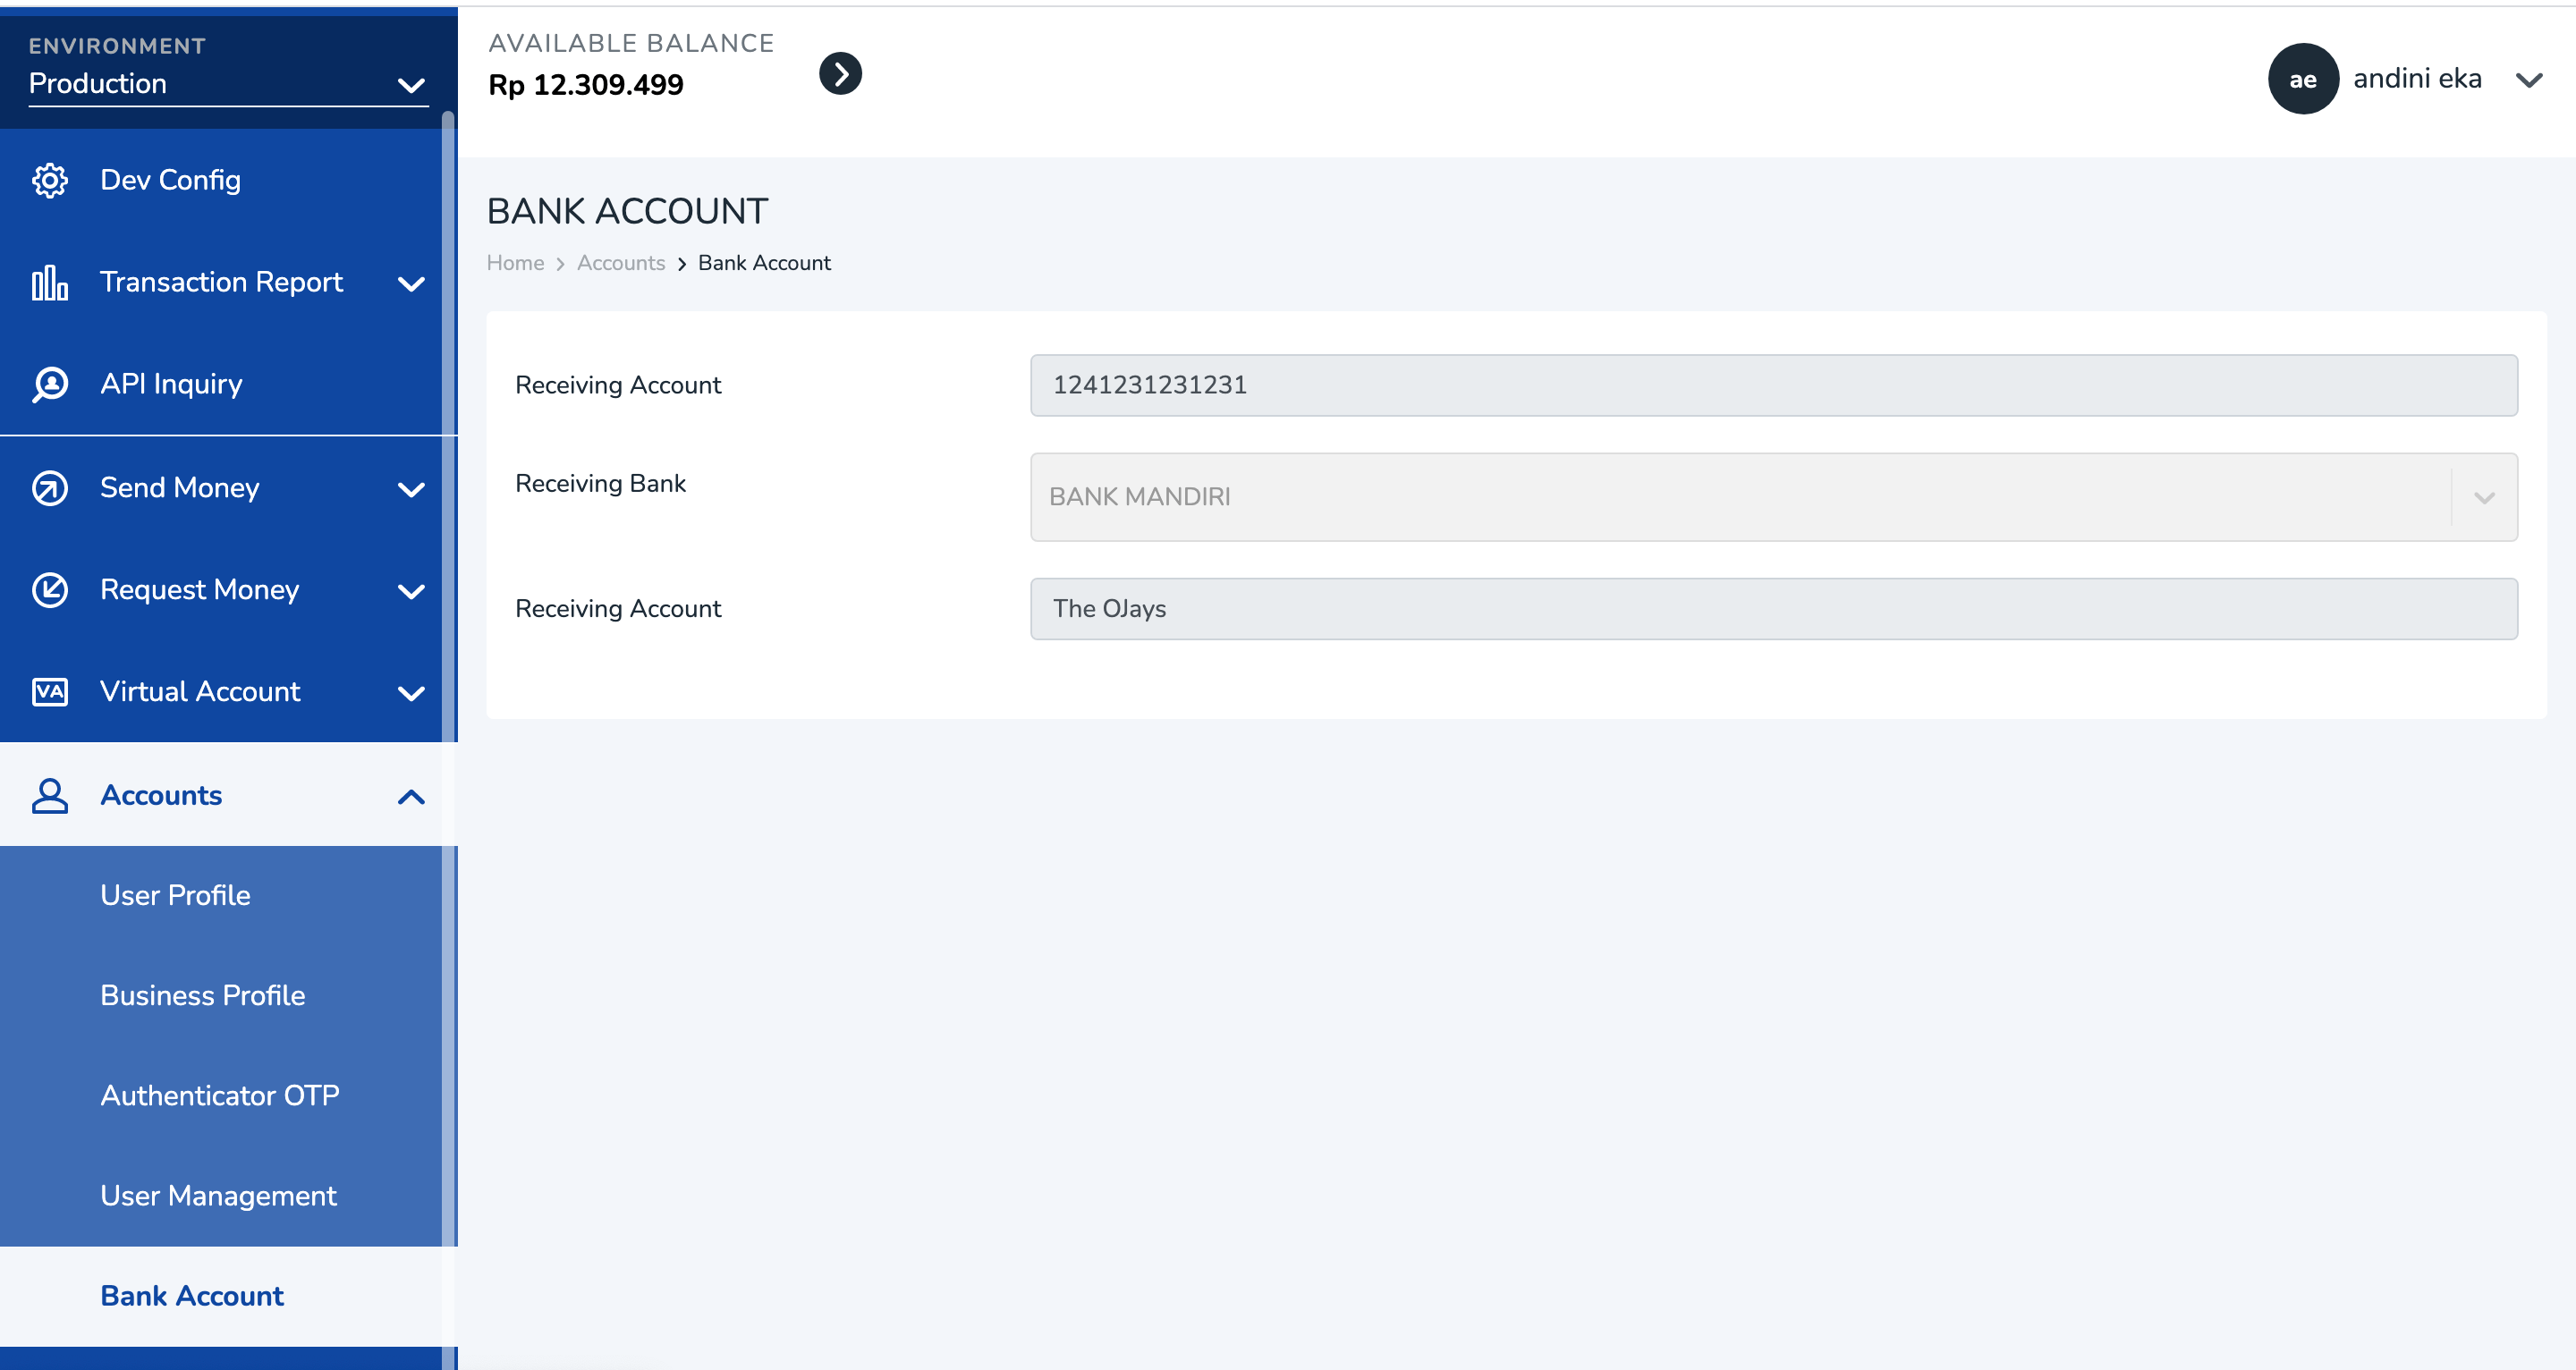 ENVIRONMENT
Production
Dev Config
Transaction Report
API Inquiry
Send Money
Request Money
VA Virtual Account
Accounts
User Profile
Business Profile
Authenticator OTP
User Management
Bank Account
AVAILABLE BALANCE
Rp 12.309.499
ae andini eka
BANK ACCOUNT
Home > Accounts > Bank Account
Receiving Account 1241231231231
Receiving Bank BANK MANDIRI
Receiving Account The OJays